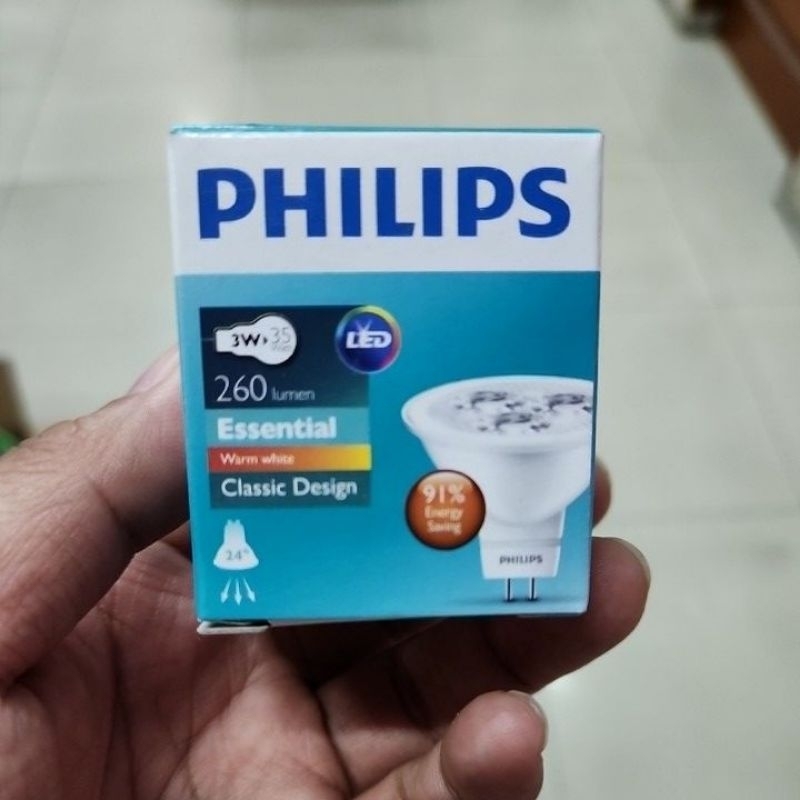 PHILIPS
3W 35
LED
260 lumen
Essential
Warm white
Classic Design
91%
Energy
Saving
24°
PHILIPS